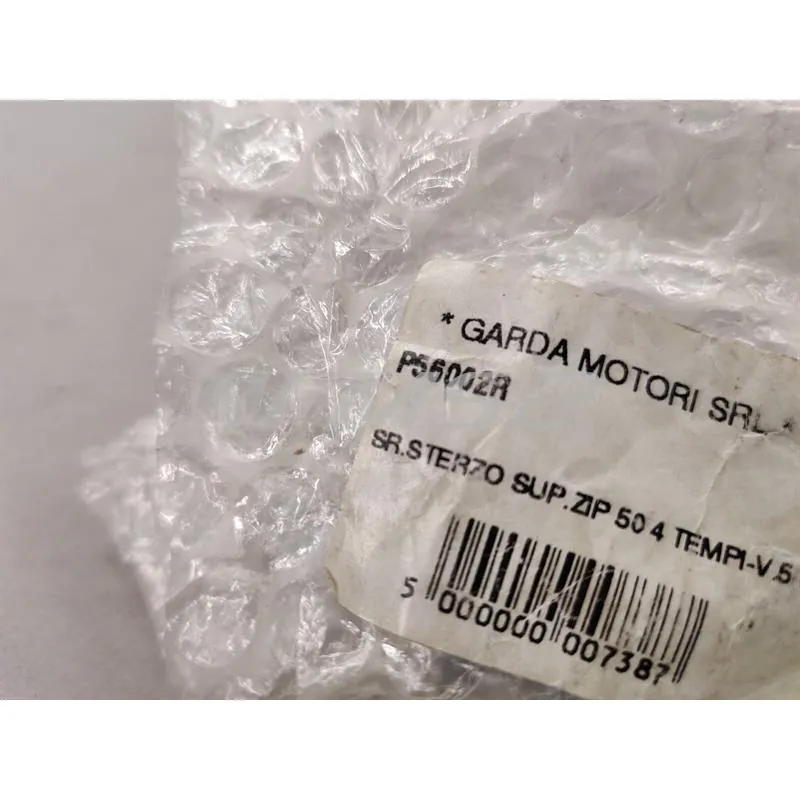 * GARDA MOTORI SRL *
P56002R
SR.STERZO SUP.ZIP 50 4 TEMPI-V.5
5 000000 007387